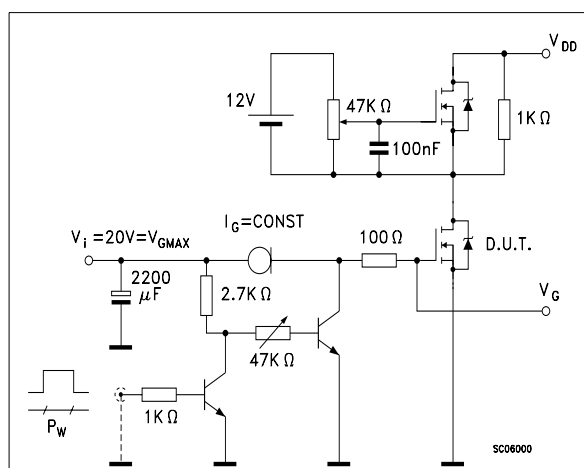 V_DD
12V
47K Ω
1K Ω
100nF
V_i =20V=V_GMAX
I_G=CONST
100 Ω
D.U.T.
2200
μF
2.7K Ω
V_G
47K Ω
1K Ω
P_W
SC06000